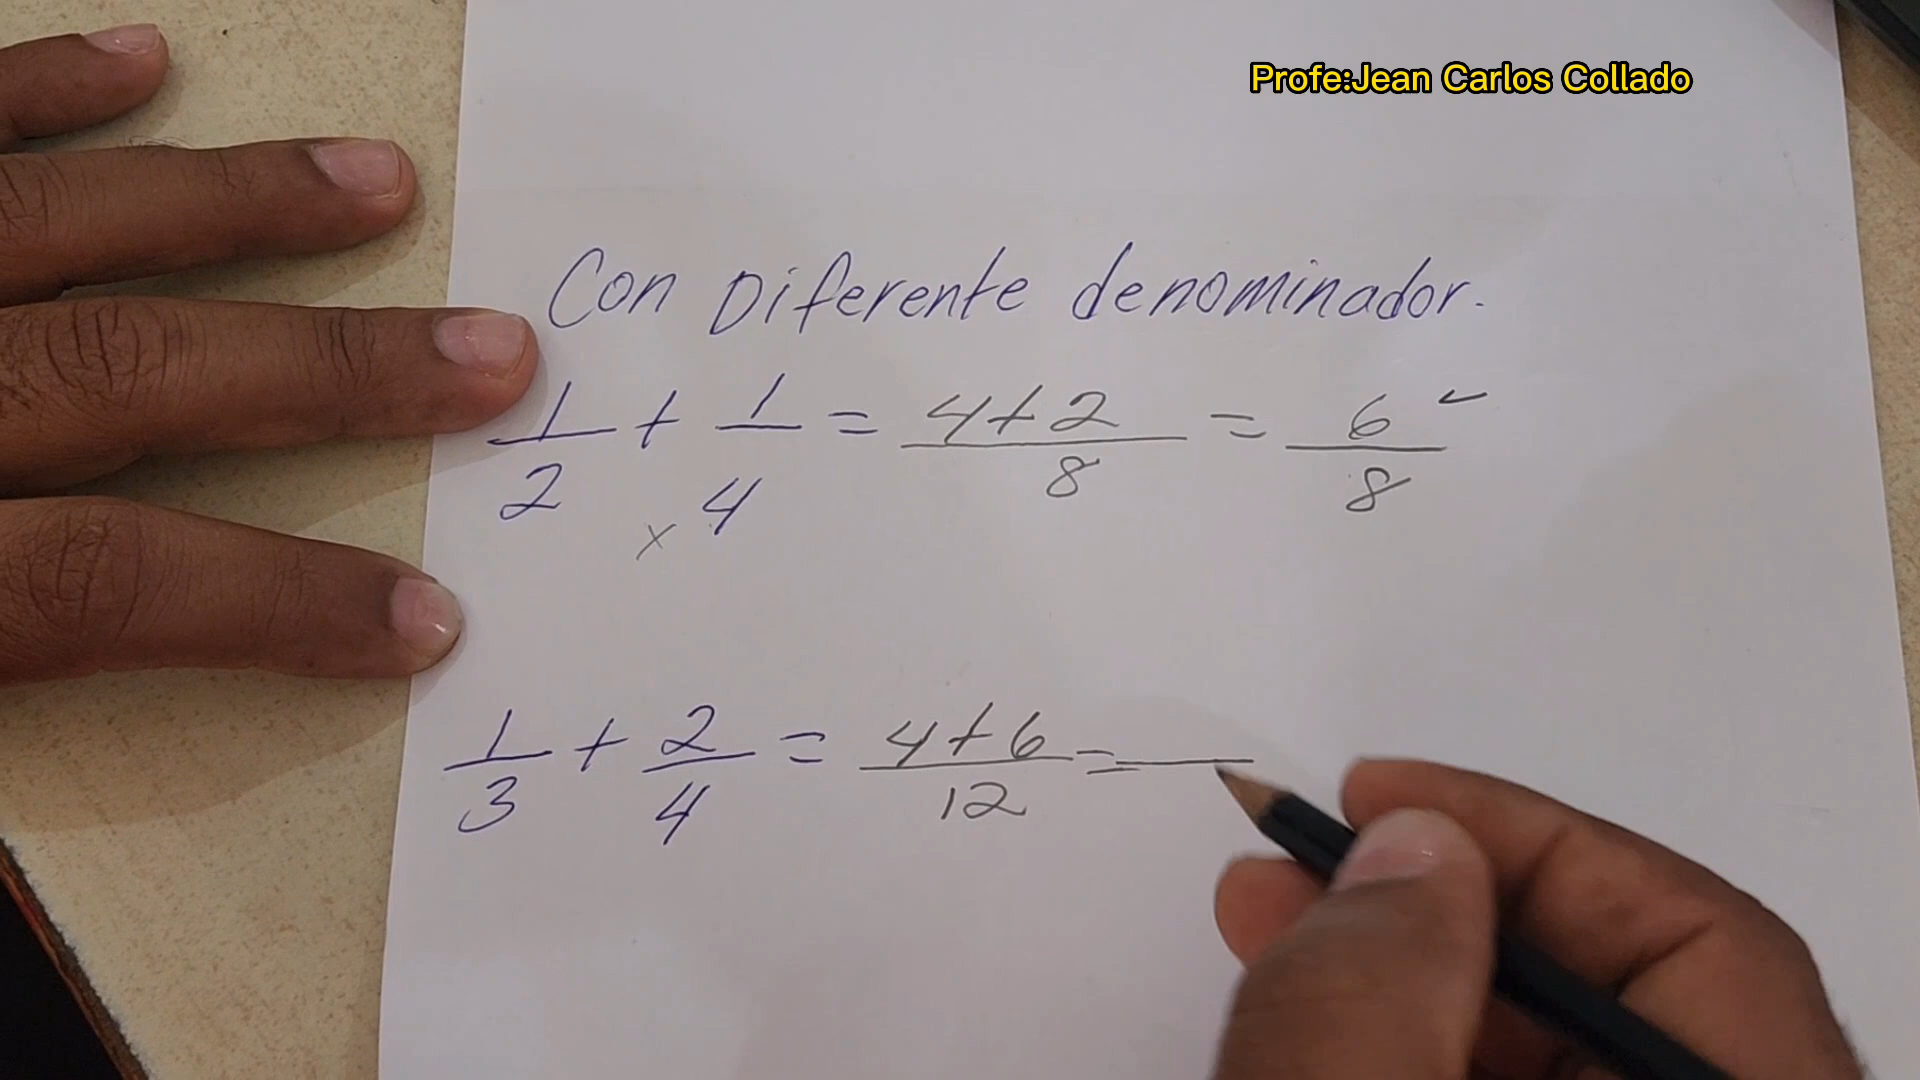 Profe:Jean Carlos Collado
Con Diferente denominador.
1/2 + 1/4 = 4+2/8 = 6/8
x
1/3 + 2/4 = 4+6/12 =